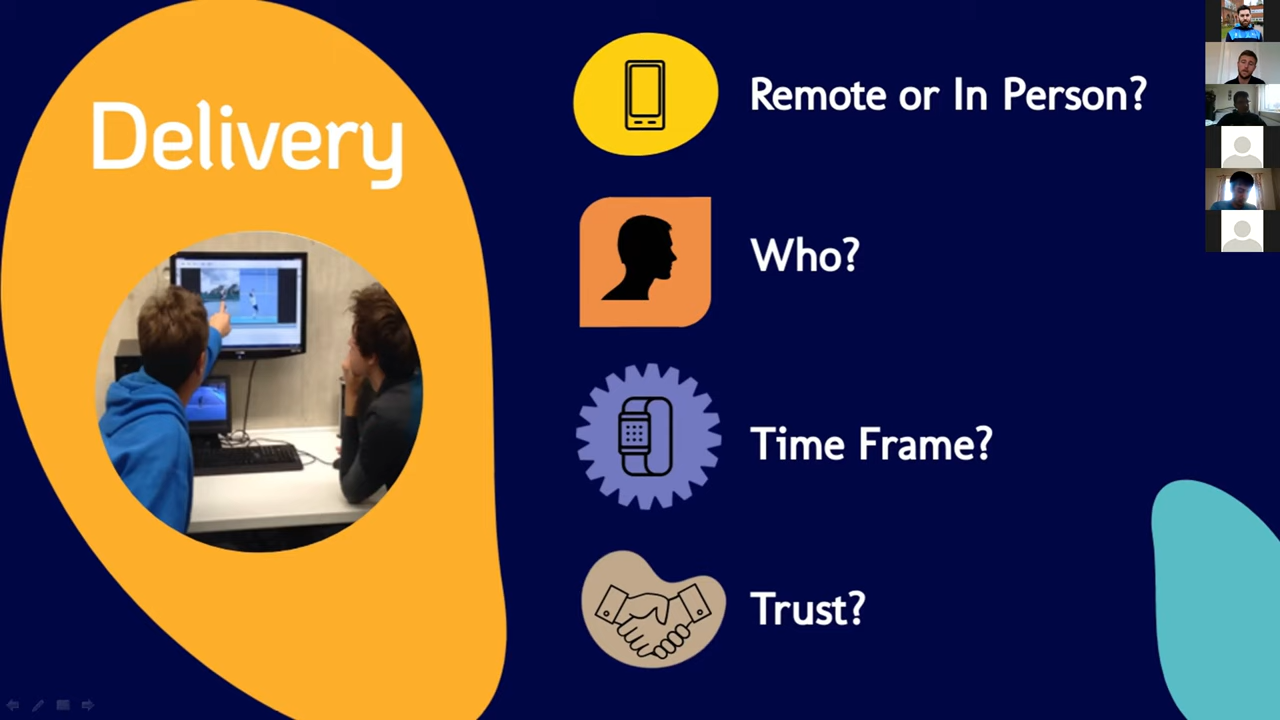 Delivery
Remote or In Person?
Who?
Time Frame?
Trust?